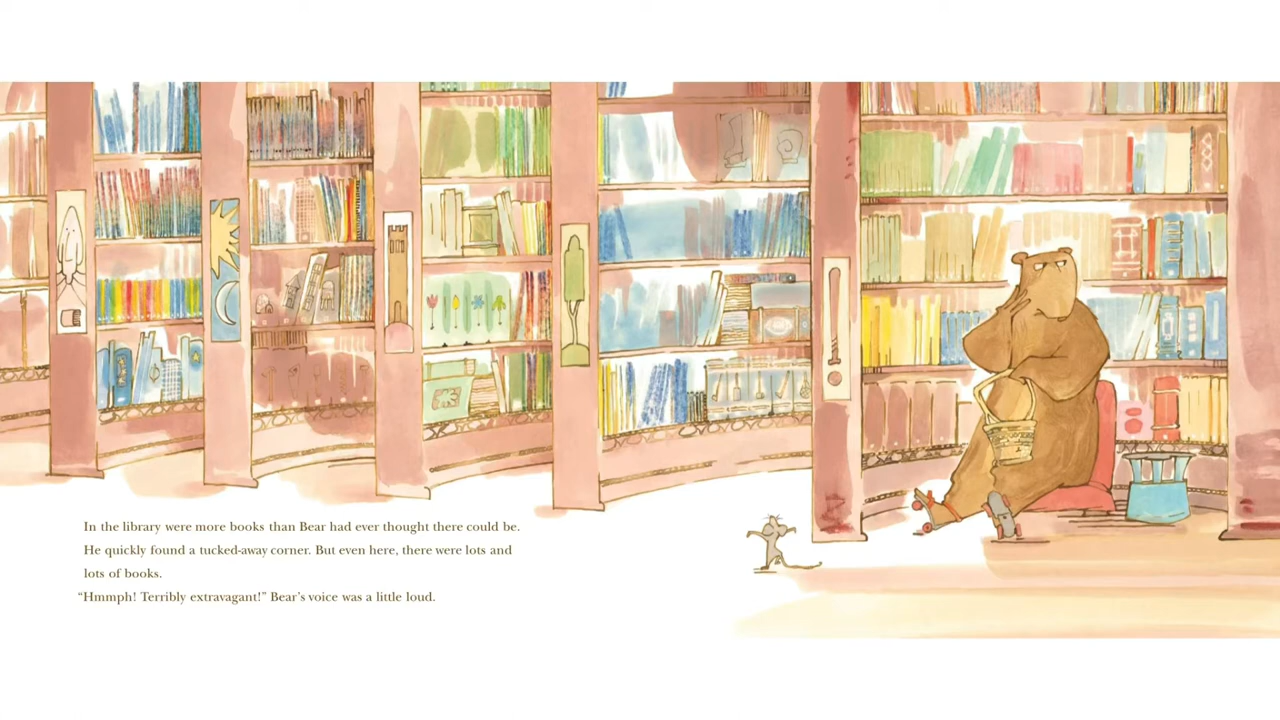 In the library were more books than Bear had ever thought there could be.
He quickly found a tucked-away corner. But even here, there were lots and
lots of books.
“Hmmph! Terribly extravagant!” Bear’s voice was a little loud.